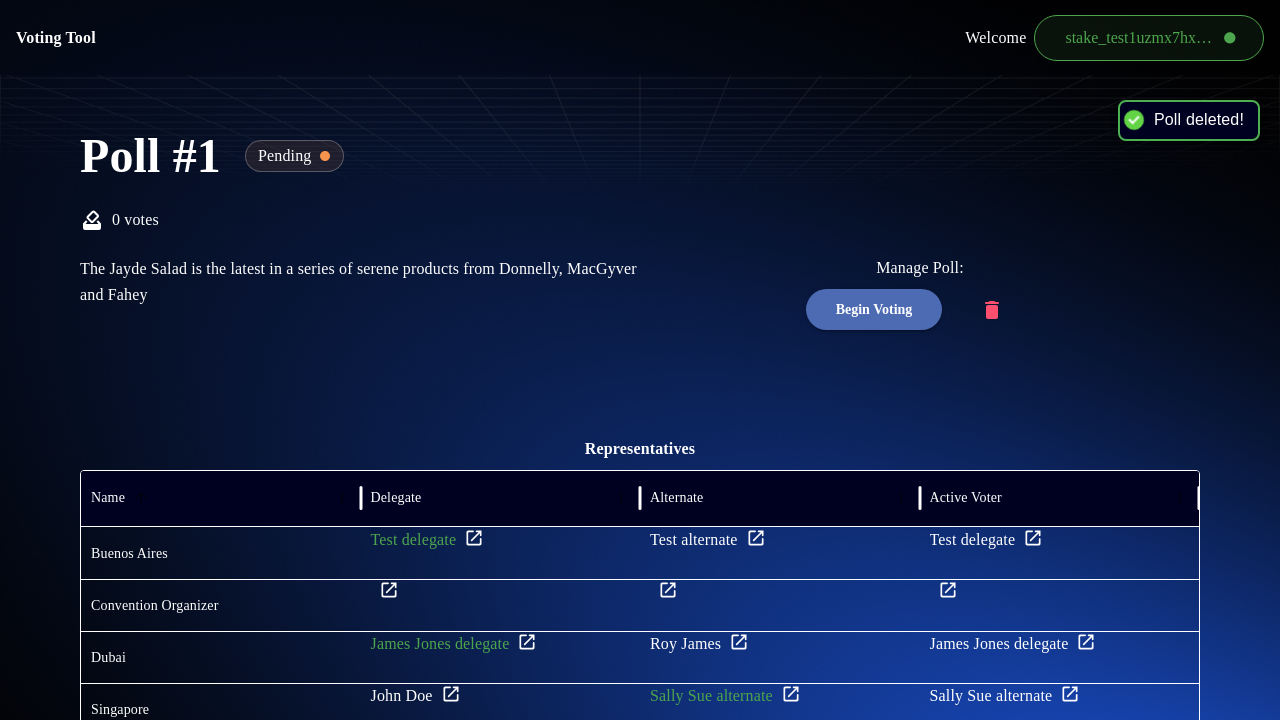 Voting Tool
Welcome
stake_test1uzmx7hx…
Poll deleted!
Poll #1
Pending
0 votes
The Jayde Salad is the latest in a series of serene products from Donnelly, MacGyver
and Fahey
Manage Poll:
Begin Voting
Representatives
Name Delegate Alternate Active Voter
Buenos Aires Test delegate Test alternate Test delegate
Convention Organizer
Dubai James Jones delegate Roy James James Jones delegate
Singapore John Doe Sally Sue alternate Sally Sue alternate